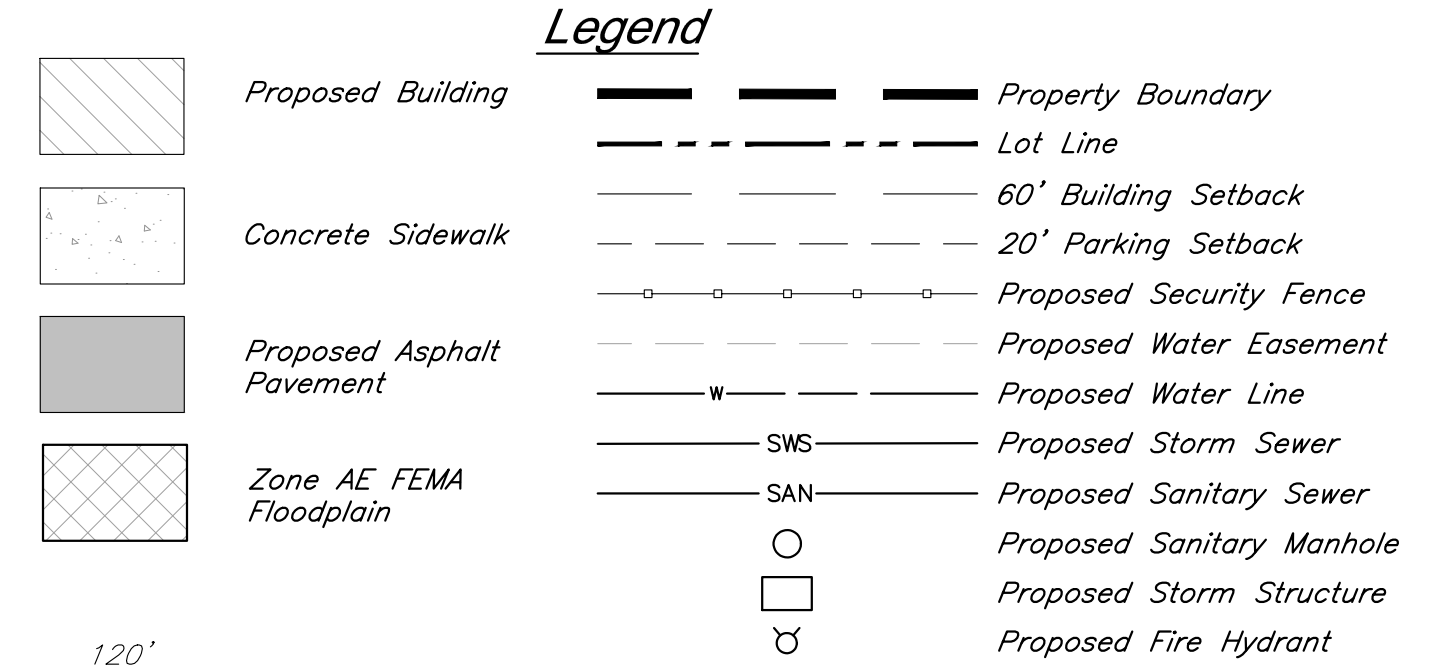 Legend
Proposed Building
Concrete Sidewalk
Proposed Asphalt
Pavement
Zone AE FEMA
Floodplain
120'
Property Boundary
Lot Line
60' Building Setback
20' Parking Setback
Proposed Security Fence
Proposed Water Easement
W
Proposed Water Line
SWS
Proposed Storm Sewer
SAN
Proposed Sanitary Sewer
Proposed Sanitary Manhole
Proposed Storm Structure
Proposed Fire Hydrant